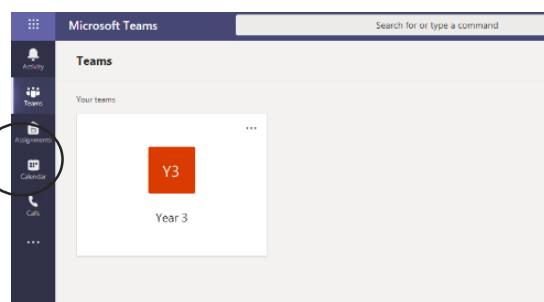 Microsoft Teams
Search for or type a command
Activity
Teams
Assignments
Calendar
Calls
Teams
Your teams
Y3
Year 3